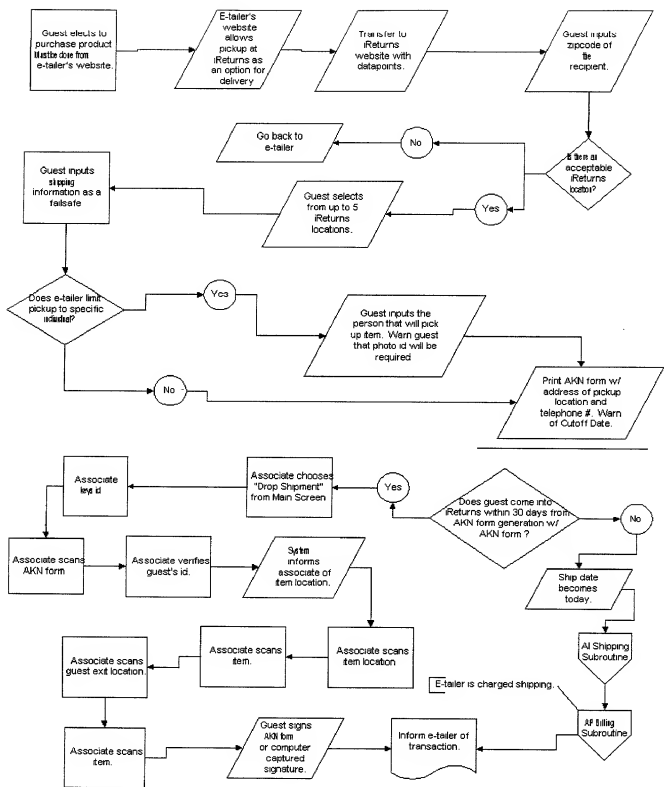 Guest elects to
purchase product
Must be done from
e-tailer's website.
E-tailer's
website
allows
pickup at
iReturns as
an option for
delivery
Transfer to
iReturns
website with
datapoints.
Guest inputs
zipcode of
the
recipient.
Go back to
e-tailer
No
Is there an
acceptable
iReturns
location?
Guest inputs
shipping
information as a
failsafe
Guest selects
from up to 5
iReturns
locations.
Yes
Does e-tailer limit
pickup to specific
individual?
Yes
Guest inputs the
person that will pick
up item. Warn guest
that photo id will be
required
No
Print AKN form w/
address of pickup
location and
telephone #. Warn
of Cutoff Date.
Associate
keys id
Associate chooses
"Drop Shipment"
from Main Screen
Yes
Does guest come into
iReturns within 30 days from
AKN form generation w/
AKN form ?
No
Associate scans
AKN form
Associate verifies
guest's id.
System
informs
associate of
item location.
Ship date
becomes
today.
Associate scans
guest exit location.
Associate scans
item.
Associate scans
item location
AI Shipping
Subroutine.
E-tailer is charged shipping.
Associate scans
item.
Guest signs
AKN form
or computer
captured
signature.
Inform e-tailer of
transaction.
AP Billing
Subroutine.